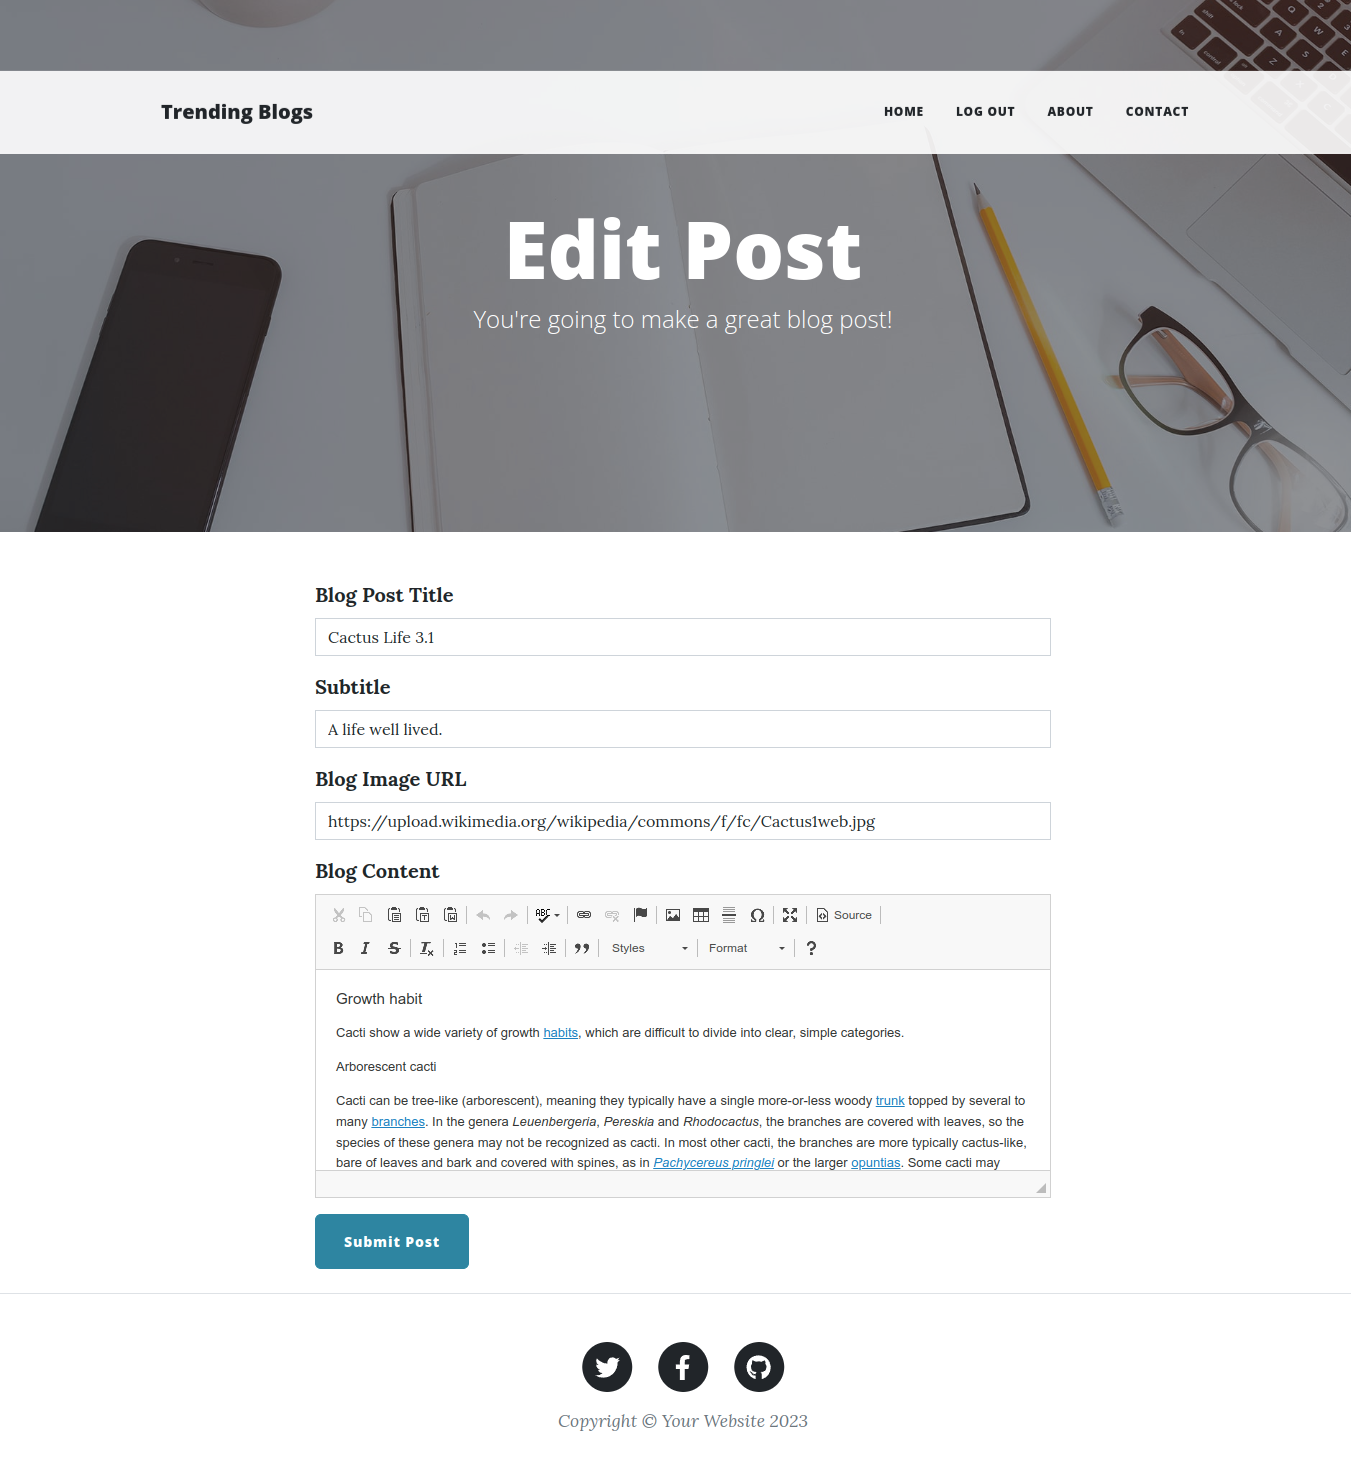 Trending Blogs
HOME LOG OUT ABOUT CONTACT
Edit Post
You're going to make a great blog post!
Blog Post Title
Cactus Life 3.1
Subtitle
A life well lived.
Blog Image URL
https://upload.wikimedia.org/wikipedia/commons/f/fc/Cactus1web.jpg
Blog Content
ABC Ω Source
B I S Tx Styles Format ?
Growth habit
Cacti show a wide variety of growth habits, which are difficult to divide into clear, simple categories.
Arborescent cacti
Cacti can be tree-like (arborescent), meaning they typically have a single more-or-less woody trunk topped by several to
many branches. In the genera Leuenbergeria, Pereskia and Rhodocactus, the branches are covered with leaves, so the
species of these genera may not be recognized as cacti. In most other cacti, the branches are more typically cactus-like,
bare of leaves and bark and covered with spines, as in Pachycereus pringlei or the larger opuntias. Some cacti may
Submit Post
Copyright © Your Website 2023